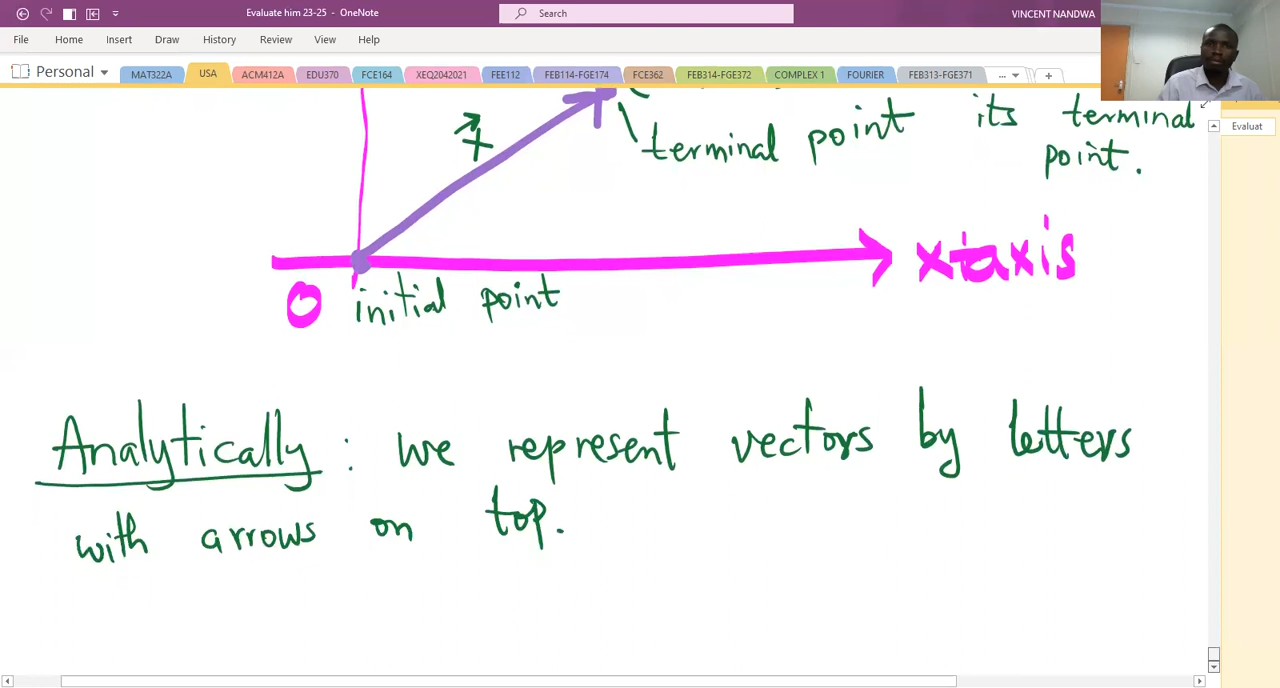 Evaluate him 23-25 - OneNote
Search
VINCENT NANDWA
File Home Insert Draw History Review View Help
Personal MAT322A USA ACM412A EDU370 FCE164 XEQ2042021 FEE112 FEB114-FGE174 FCE362 FEB314-FGE372 COMPLEX 1 FOURIER FEB313-FGE371 ... +
Evaluat
its terminal
terminal point
point.
x axis
O
initial point
Analytically : we represent vectors by letters
with arrows on top.